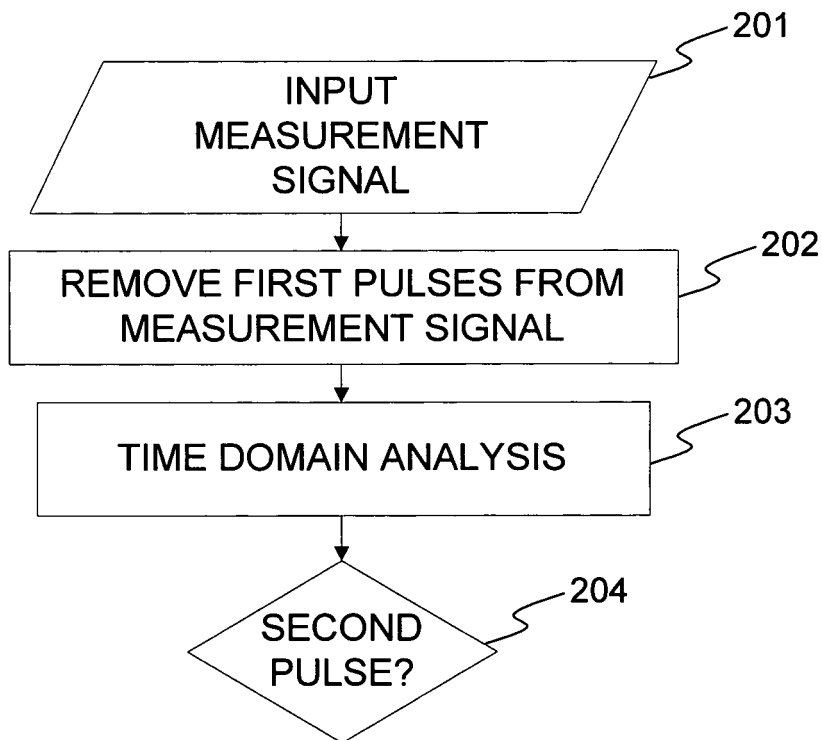 201
INPUT
MEASUREMENT
SIGNAL
202
REMOVE FIRST PULSES FROM
MEASUREMENT SIGNAL
203
TIME DOMAIN ANALYSIS
204
SECOND
PULSE?